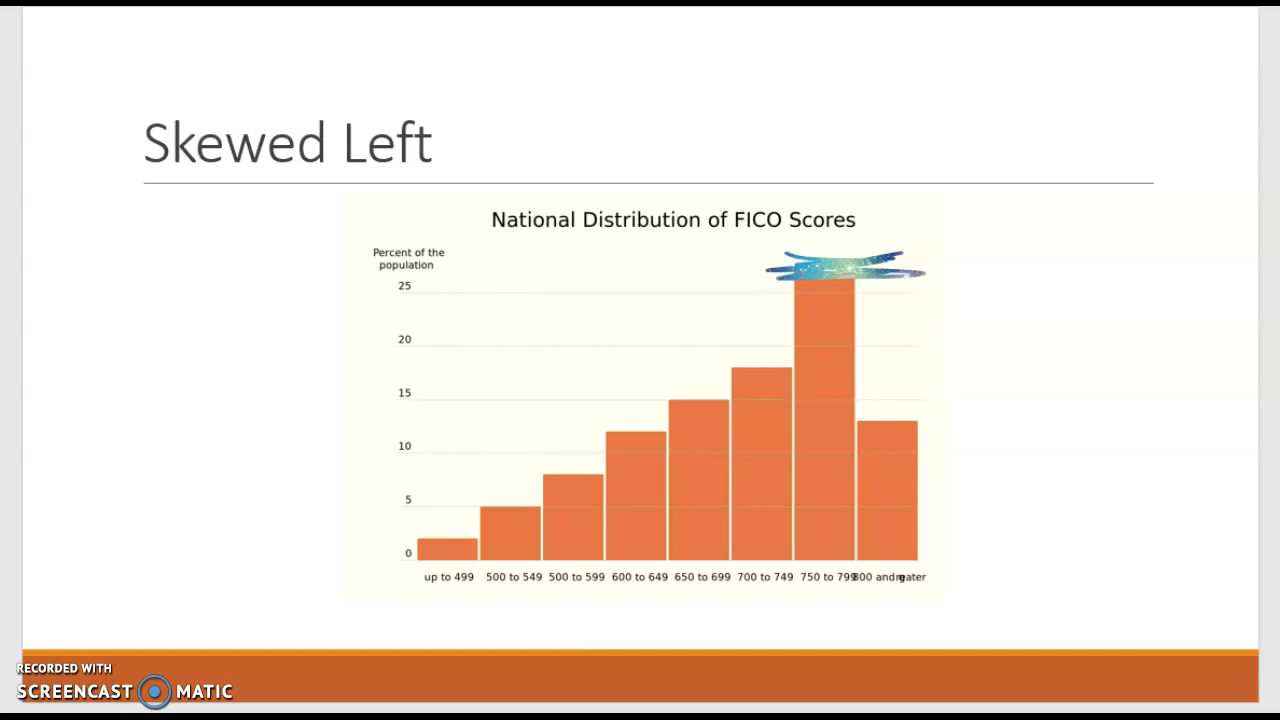 Skewed Left
National Distribution of FICO Scores
Percent of the
population
25
20
15
10
5
0
up to 499 500 to 549 500 to 599 600 to 649 650 to 699 700 to 749 750 to 799 800 and
RECORDED WITH
SCREENCAST MATIC